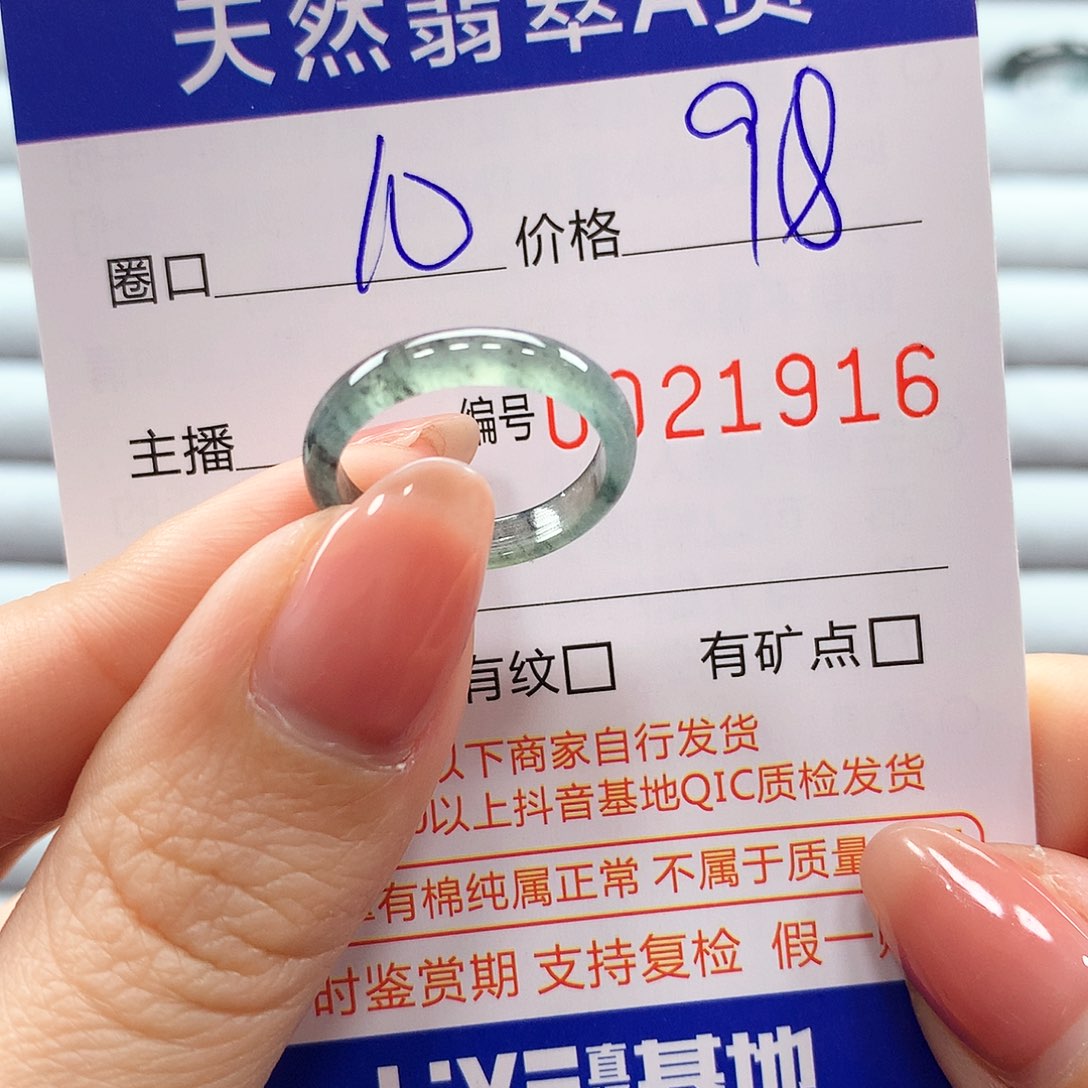 天然翡翠A货
圈口 10 价格 98
主播 编号 0021916
有纹□ 有矿点□
以下商家自行发货
以上抖音基地QIC质检发货
有棉纯属正常 不属于质量
时鉴赏期 支持复检 假一
基地